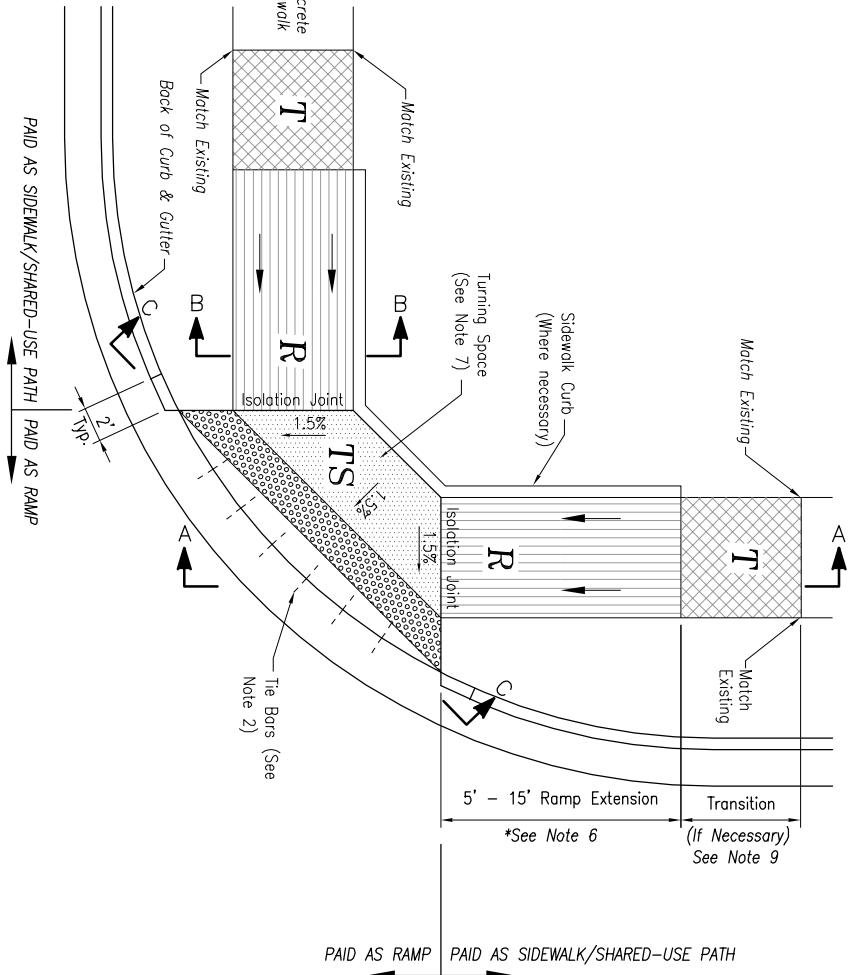 crete
walk
Match Existing
Match Existing
T
Back of Curb & Gutter
PAID AS SIDEWALK/SHARED-USE PATH
PAID AS RAMP
C
2'
Typ.
B
B
R
Isolation Joint
Turning Space
(See Note 7)
Sidewalk Curb
(Where necessary)
1.5%
TS
1.5%
1.5%
Isolation Joint
R
Match Existing
T
Match
Existing
A
A
C
Tie Bars (See
Note 2)
5' - 15' Ramp Extension
*See Note 6
Transition
(If Necessary)
See Note 9
PAID AS RAMP
PAID AS SIDEWALK/SHARED-USE PATH